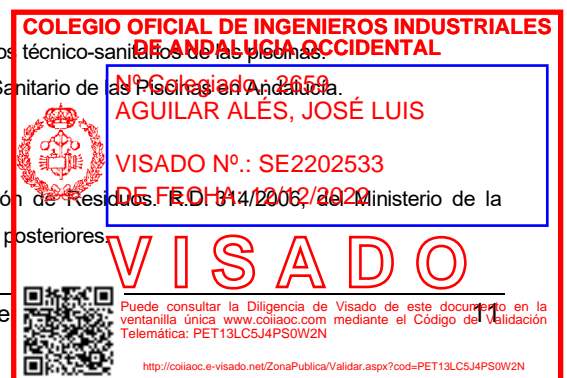 COLEGIO OFICIAL DE INGENIEROS INDUSTRIALES
DE ANDALUCIA OCCIDENTAL
os técnico-sanitarios de las piscinas.
Nº.Colegiado.: 2659
Sanitario de las Piscinas en Andalucía.
AGUILAR ALÉS, JOSÉ LUIS
VISADO Nº.: SE2202533
DE FECHA: 12/12/2022
ón de Residuos. R.D. 314/2006, del Ministerio de la
posteriores.
VISADO
Puede consultar la Diligencia de Visado de este documento en la
ventanilla única www.coiiaoc.com mediante el Código de Validación
Telemática: PET13LC5J4PS0W2N
11
http://coiiaoc.e-visado.net/ZonaPublica/Validar.aspx?cod=PET13LC5J4PS0W2N